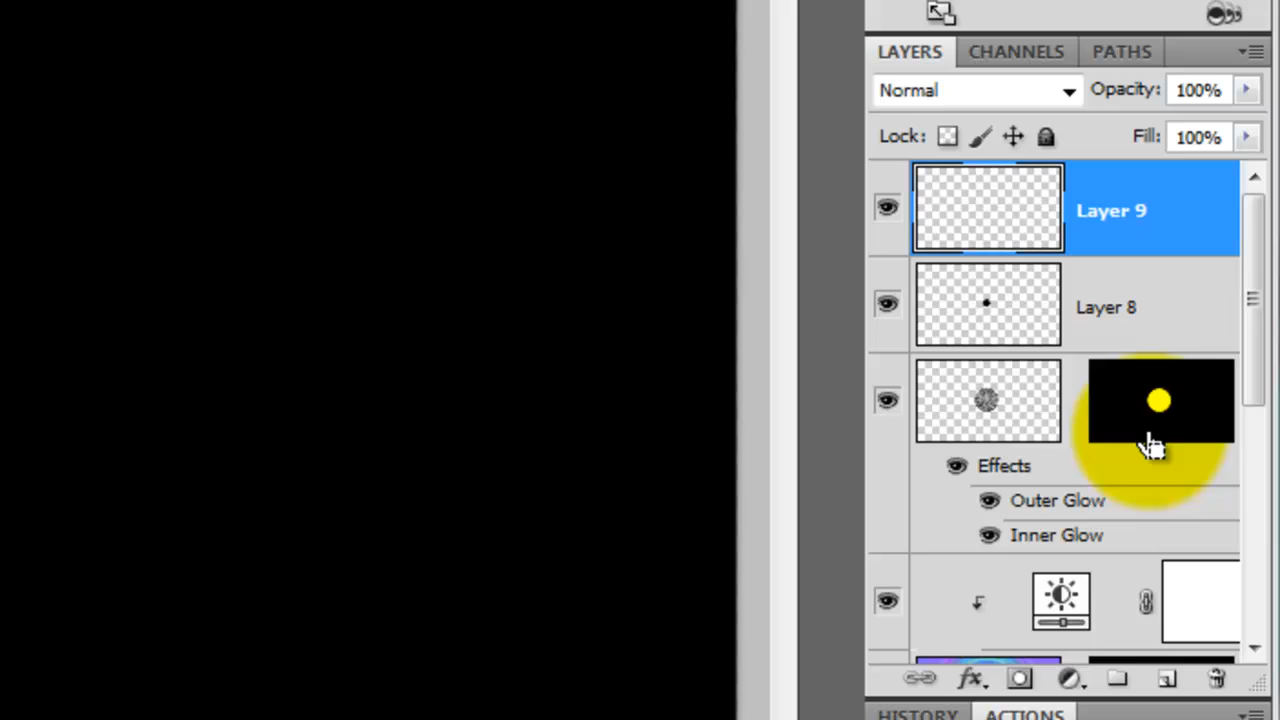 LAYERS CHANNELS PATHS
Normal Opacity: 100%
Lock: Fill: 100%
Layer 9
Layer 8
Effects
Outer Glow
Inner Glow
fx
HISTORY ACTIONS